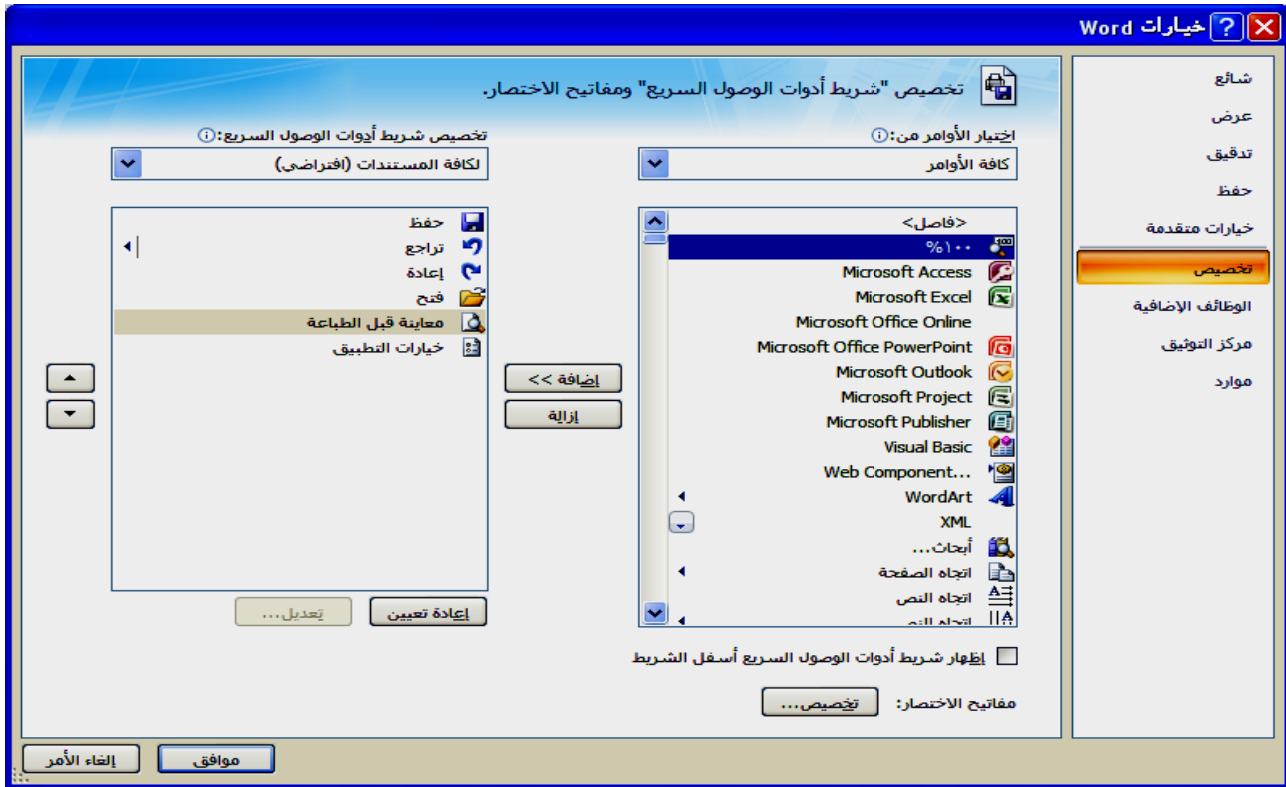 خيارات Word
شائع
عرض
تدقيق
حفظ
خيارات متقدمة
تخصيص
الوظائف الإضافية
مركز التوثيق
موارد
تخصيص "شريط أدوات الوصول السريع" ومفاتيح الاختصار.
اختيار الأوامر من:
كافة الأوامر
<فاصل>
%١٠٠
Microsoft Access
Microsoft Excel
Microsoft Office Online
Microsoft Office PowerPoint
Microsoft Outlook
Microsoft Project
Microsoft Publisher
Visual Basic
Web Component...
WordArt
XML
أبحاث...
اتجاه الصفحة
اتجاه النص
اتجاه النص
إضافة >>
إزالة
تخصيص شريط أدوات الوصول السريع:
لكافة المستندات (افتراضي)
حفظ
تراجع
إعادة
فتح
معاينة قبل الطباعة
خيارات التطبيق
إعادة تعيين
تعديل...
إظهار شريط أدوات الوصول السريع أسفل الشريط
مفاتيح الاختصار:
تخصيص...
موافق
إلغاء الأمر